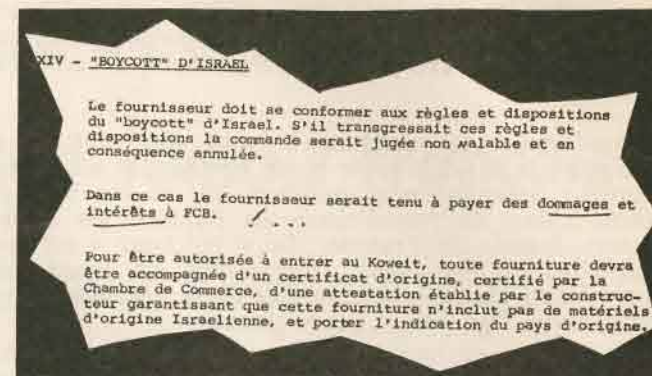 XIV - "BOYCOTT" D'ISRAEL
Le fournisseur doit se conformer aux règles et dispositions
du "boycott" d'Israel. S'il transgressait ces règles et
dispositions la commande serait jugée non valable et en
conséquence annulée.
Dans ce cas le fournisseur serait tenu à payer des dommages et
intérêts à FCB. !...
Pour être autorisée à entrer au Koweit, toute fourniture devra
être accompagnée d'un certificat d'origine, certifié par la
Chambre de Commerce, d'une attestation établie par le construc-
teur garantissant que cette fourniture n'inclut pas de matériels
d'origine Israelienne, et porter l'indication du pays d'origine.